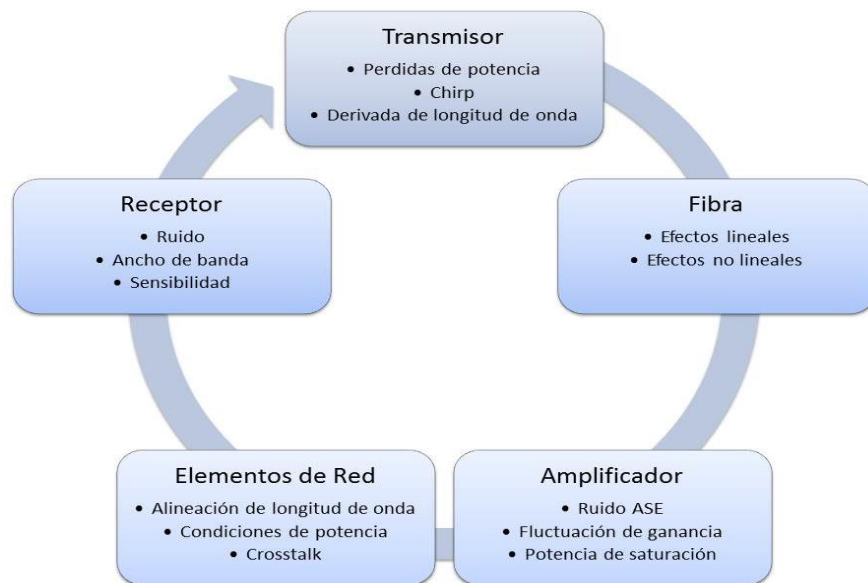 Transmisor
• Perdidas de potencia
• Chirp
• Derivada de longitud de onda
Fibra
• Efectos lineales
• Efectos no lineales
Amplificador
• Ruido ASE
• Fluctuación de ganancia
• Potencia de saturación
Elementos de Red
• Alineación de longitud de onda
• Condiciones de potencia
• Crosstalk
Receptor
• Ruido
• Ancho de banda
• Sensibilidad